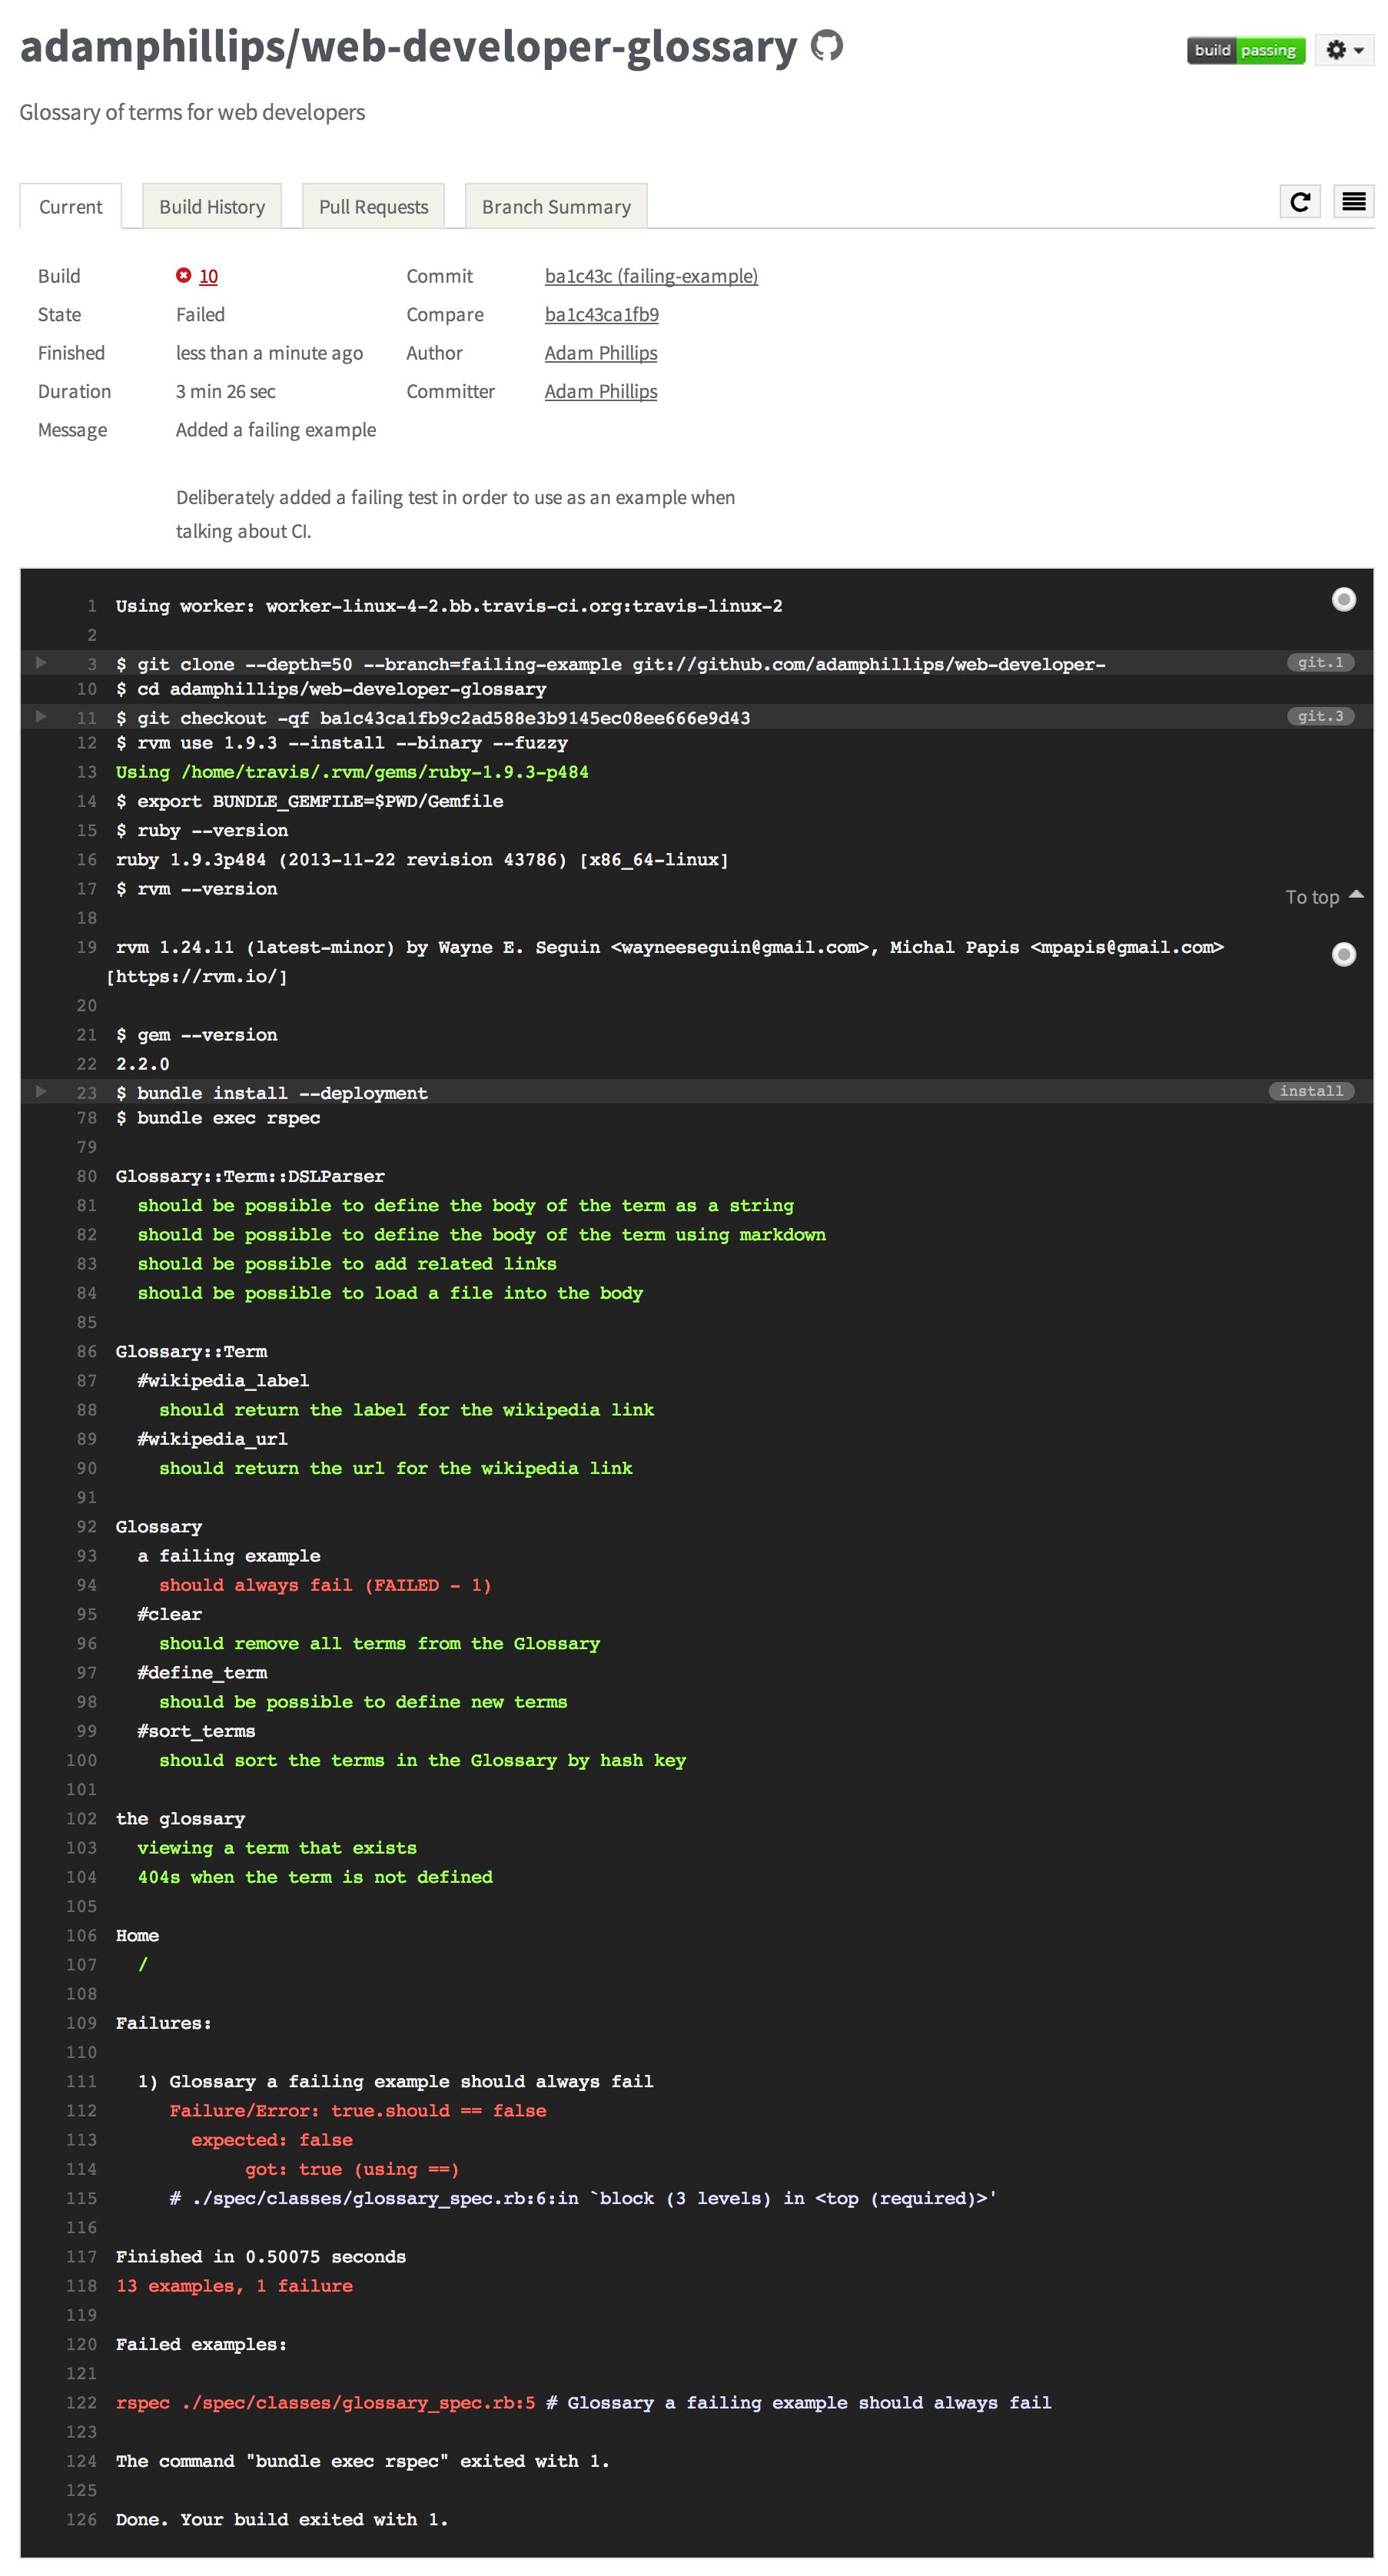 adamphillips/web-developer-glossary
build passing
Glossary of terms for web developers
Current Build History Pull Requests Branch Summary
Build 10 Commit ba1c43c (failing-example)
State Failed Compare ba1c43ca1fb9
Finished less than a minute ago Author Adam Phillips
Duration 3 min 26 sec Committer Adam Phillips
Message Added a failing example
Deliberately added a failing test in order to use as an example when
talking about CI.
1 Using worker: worker-linux-4-2.bb.travis-ci.org:travis-linux-2
2
3 $ git clone --depth=50 --branch=failing-example git://github.com/adamphillips/web-developer- git.1
10 $ cd adamphillips/web-developer-glossary
11 $ git checkout -qf ba1c43ca1fb9c2ad588e3b9145ec08ee666e9d43 git.3
12 $ rvm use 1.9.3 --install --binary --fuzzy
13 Using /home/travis/.rvm/gems/ruby-1.9.3-p484
14 $ export BUNDLE_GEMFILE=$PWD/Gemfile
15 $ ruby --version
16 ruby 1.9.3p484 (2013-11-22 revision 43786) [x86_64-linux]
17 $ rvm --version
To top
18
19 rvm 1.24.11 (latest-minor) by Wayne E. Seguin <wayneeseguin@gmail.com>, Michal Papis <mpapis@gmail.com>
[https://rvm.io/]
20
21 $ gem --version
22 2.2.0
23 $ bundle install --deployment install
78 $ bundle exec rspec
79
80 Glossary::Term::DSLParser
81 should be possible to define the body of the term as a string
82 should be possible to define the body of the term using markdown
83 should be possible to add related links
84 should be possible to load a file into the body
85
86 Glossary::Term
87 #wikipedia_label
88 should return the label for the wikipedia link
89 #wikipedia_url
90 should return the url for the wikipedia link
91
92 Glossary
93 a failing example
94 should always fail (FAILED - 1)
95 #clear
96 should remove all terms from the Glossary
97 #define_term
98 should be possible to define new terms
99 #sort_terms
100 should sort the terms in the Glossary by hash key
101
102 the glossary
103 viewing a term that exists
104 404s when the term is not defined
105
106 Home
107 /
108
109 Failures:
110
111 1) Glossary a failing example should always fail
112 Failure/Error: true.should == false
113 expected: false
114 got: true (using ==)
115 # ./spec/classes/glossary_spec.rb:6:in `block (3 levels) in <top (required)>'
116
117 Finished in 0.50075 seconds
118 13 examples, 1 failure
119
120 Failed examples:
121
122 rspec ./spec/classes/glossary_spec.rb:5 # Glossary a failing example should always fail
123
124 The command "bundle exec rspec" exited with 1.
125
126 Done. Your build exited with 1.